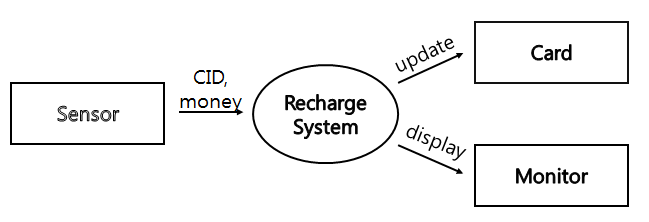 Sensor
CID,
money
Recharge
System
update
Card
display
Monitor